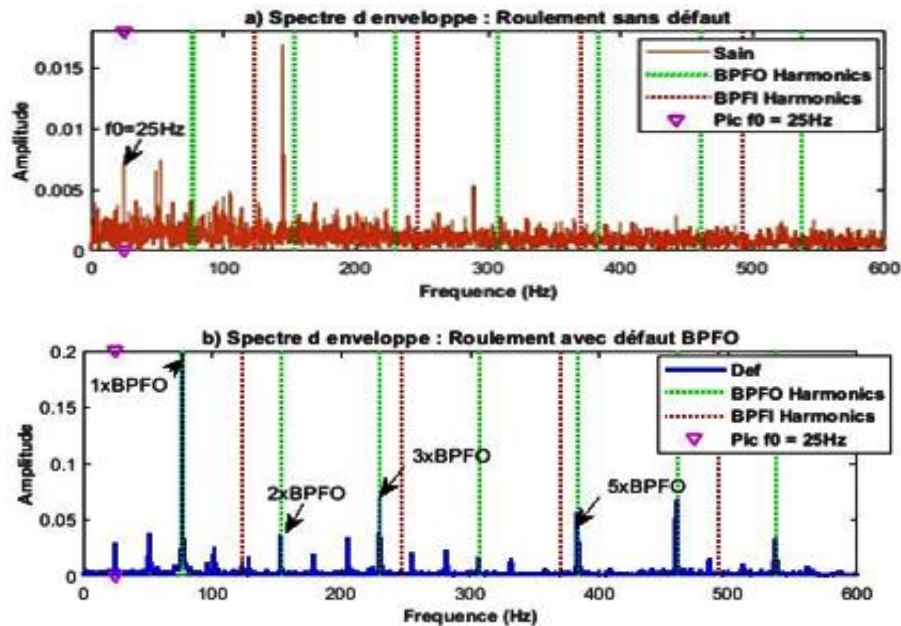 a) Spectre d enveloppe : Roulement sans défaut
Sain
BPFO Harmonics
BPFI Harmonics
Pic f0 = 25Hz
f0=25Hz
Amplitude
0.015
0.01
0.005
0
0 100 200 300 400 500 600
Frequence (Hz)
b) Spectre d enveloppe : Roulement avec défaut BPFO
Def
BPFO Harmonics
BPFI Harmonics
Pic f0 = 25Hz
1xBPFO
2xBPFO
3xBPFO
5xBPFO
Amplitude
0.2
0.15
0.1
0.05
0
0 100 200 300 400 500 600
Frequence (Hz)